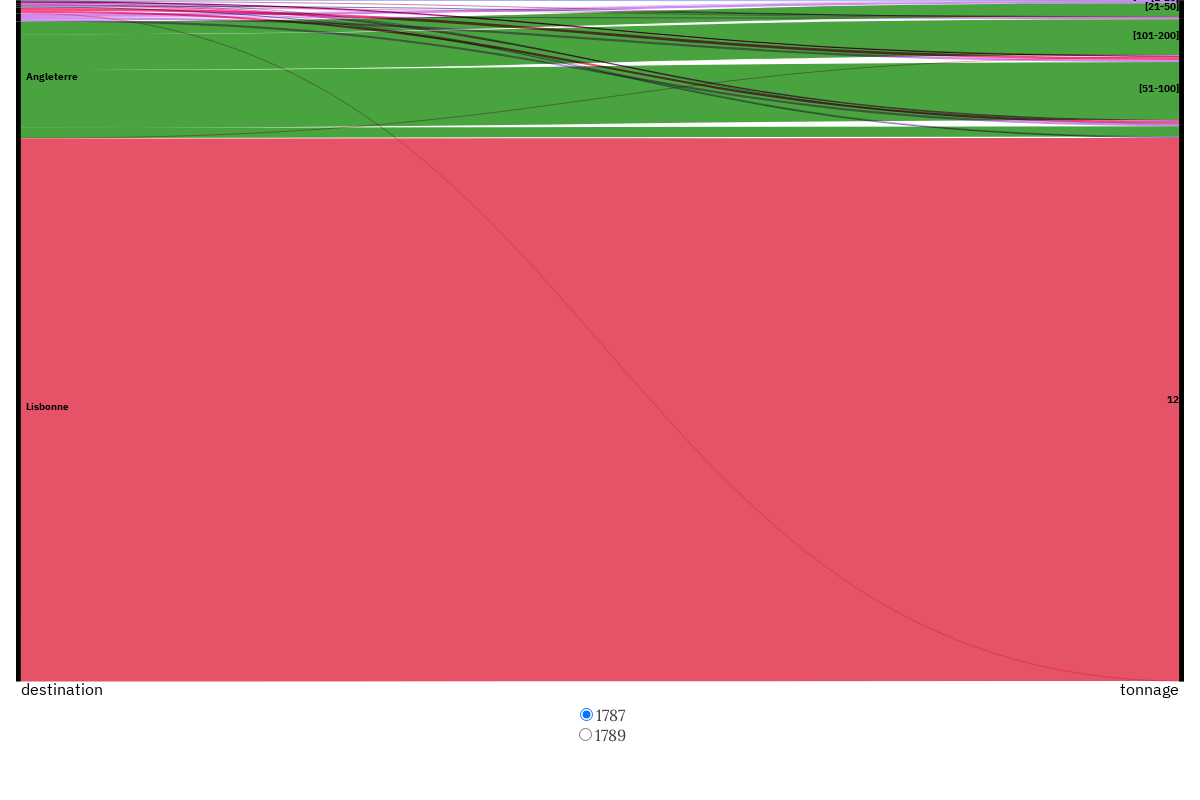 [21-50]
[101-200]
Angleterre
[51-100]
12
Lisbonne
destination
tonnage
1787
1789